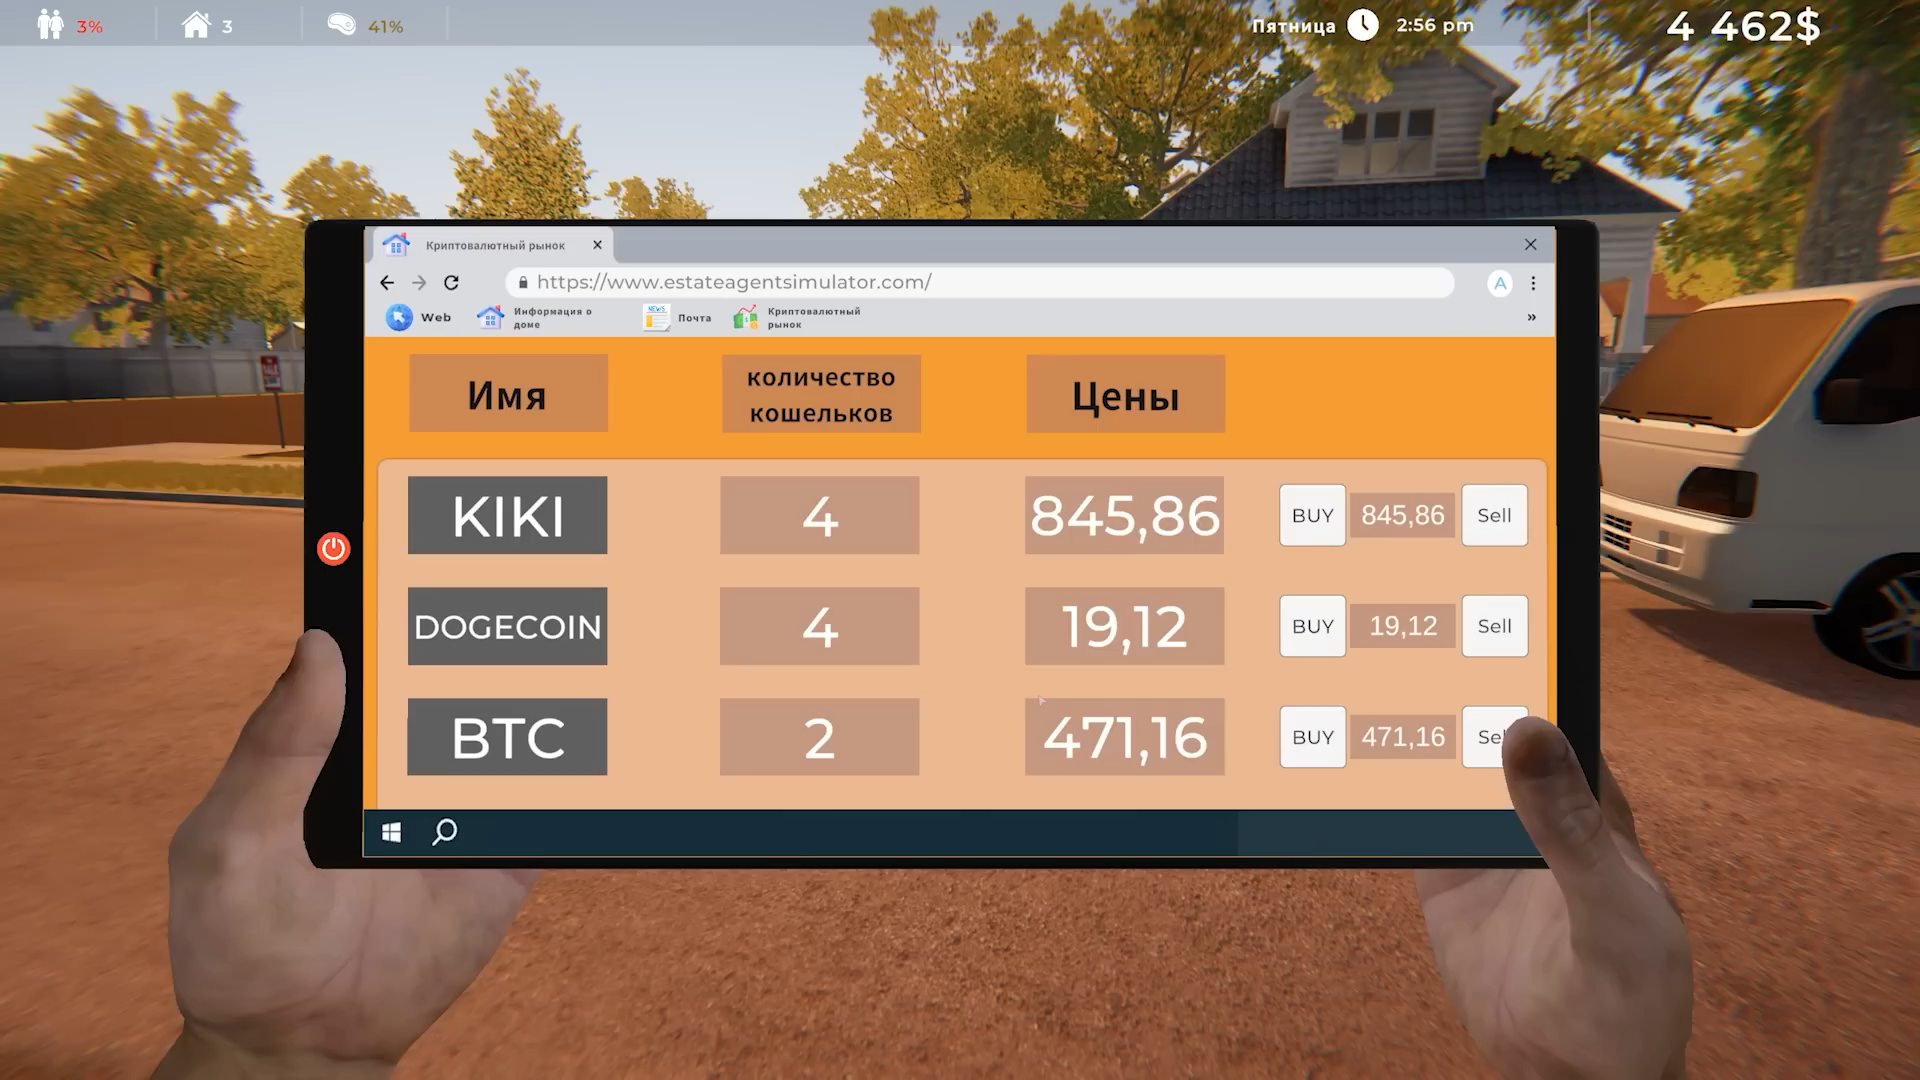 3%
3
41%
Пятница
2:56 pm
4 462$
Криптовалютный рынок
https://www.estateagentsimulator.com/
A
Web
Информация о
доме
NEWS
Почта
Криптовалютный
рынок
Имя
количество
кошельков
Цены
KIKI
4
845,86
BUY
845,86
Sell
DOGECOIN
4
19,12
BUY
19,12
Sell
BTC
2
471,16
BUY
471,16
Se